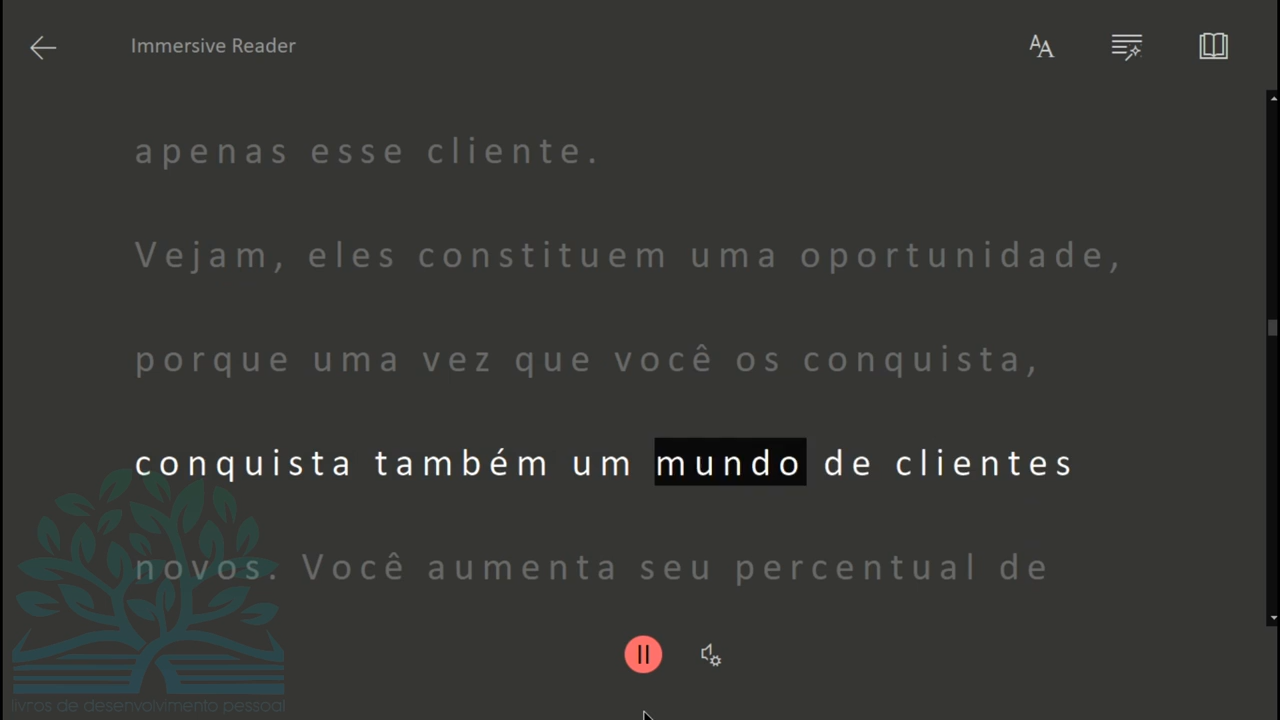 Immersive Reader
apenas esse cliente.
Vejam, eles constituem uma oportunidade,
porque uma vez que você os conquista,
conquista também um mundo de clientes
novos. Você aumenta seu percentual de
livros de desenvolvimento pessoal